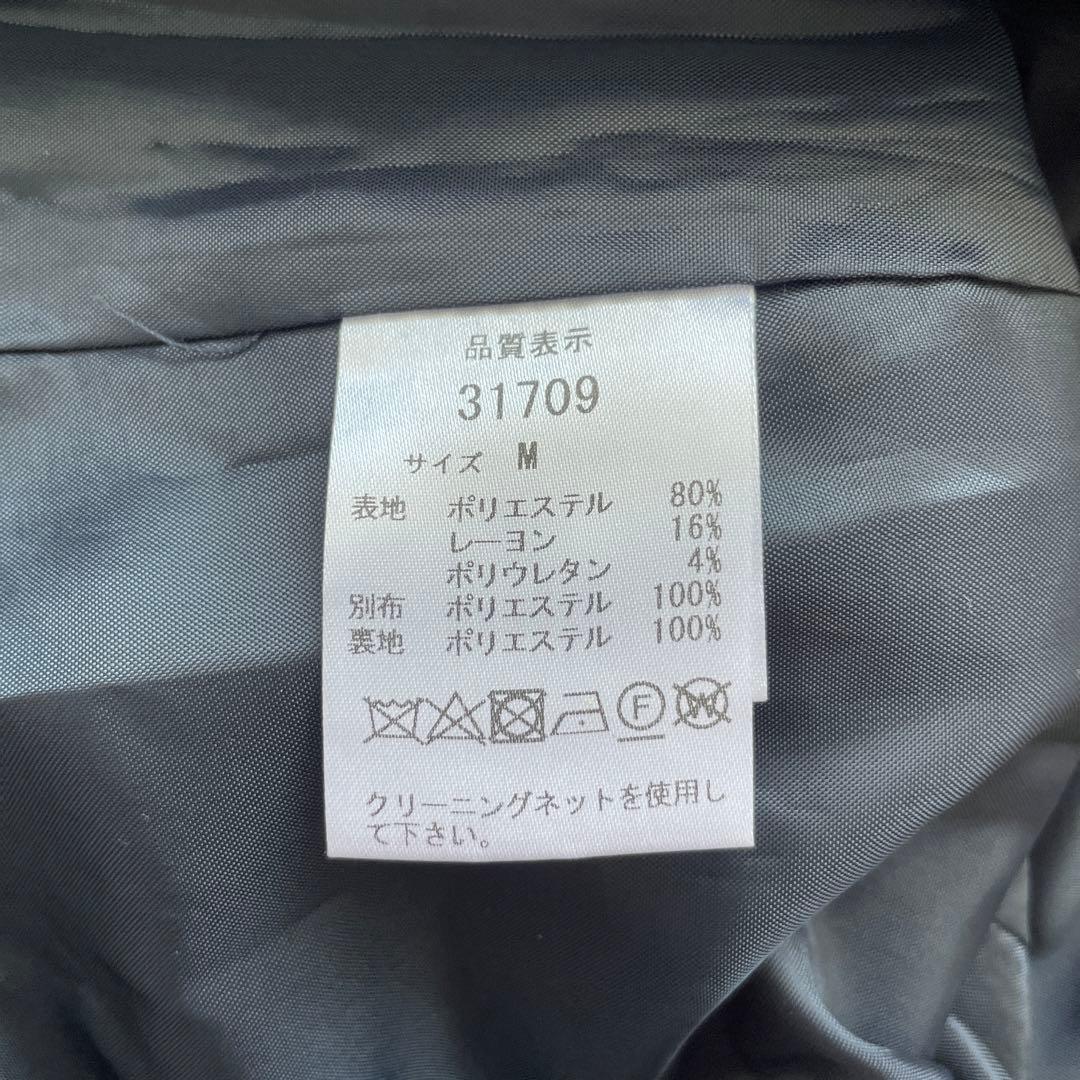 品質表示
31709
サイズ M
表地 ポリエステル 80%
レーヨン 16%
ポリウレタン 4%
別布 ポリエステル 100%
裏地 ポリエステル 100%
F W
クリーニングネットを使用し
て下さい。